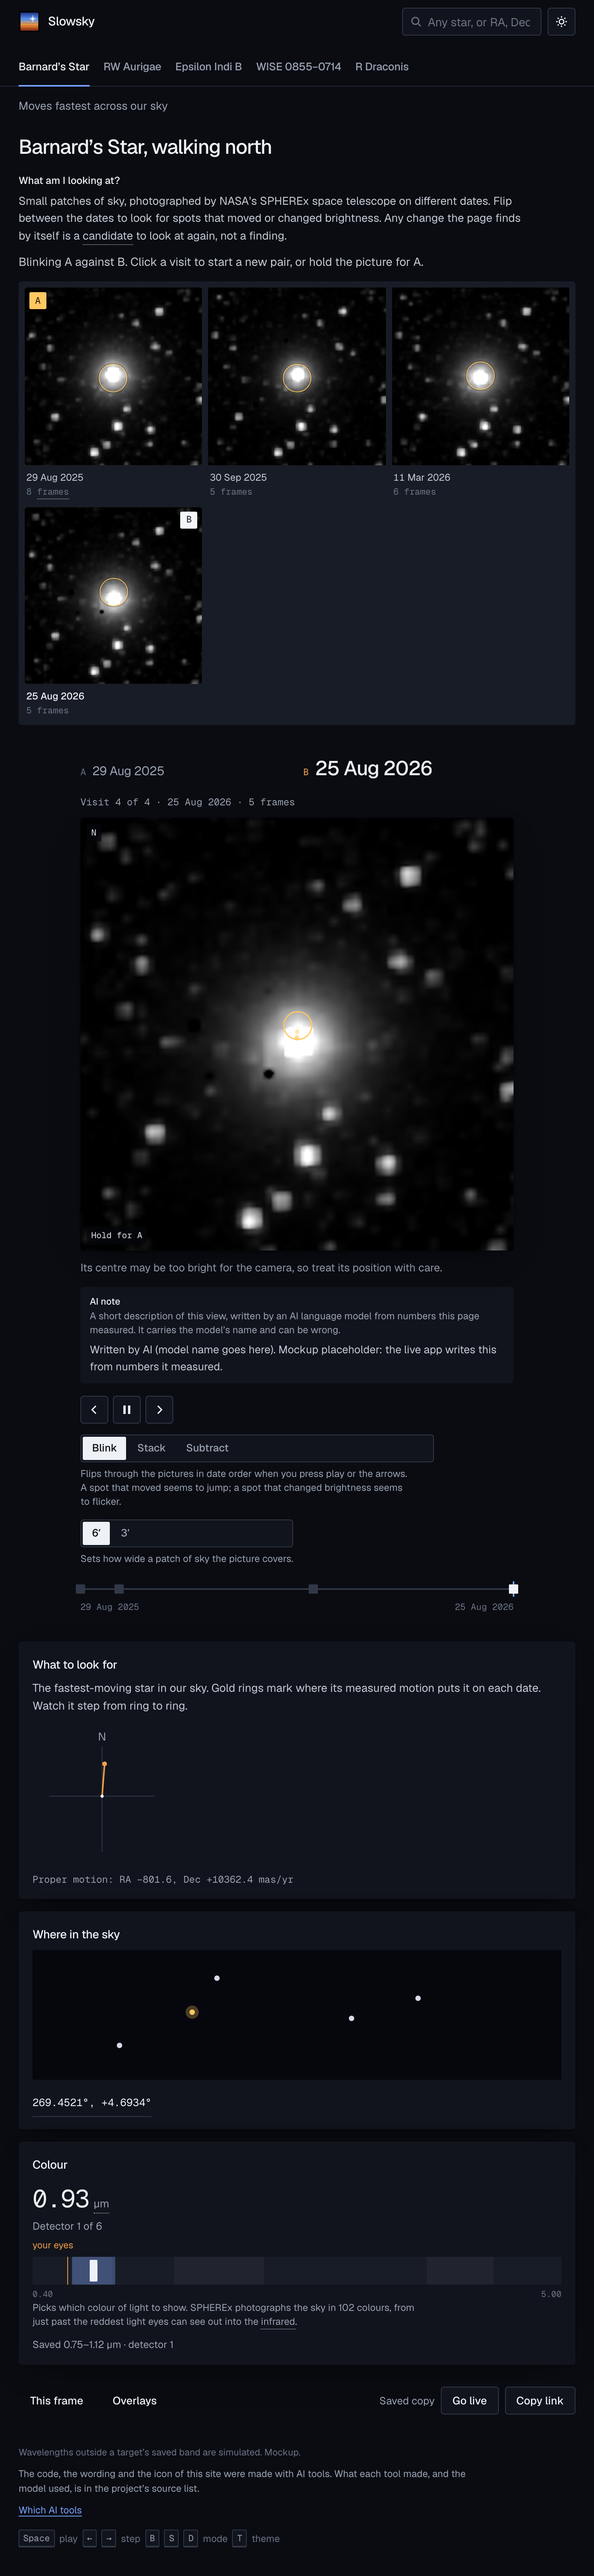 Slowsky
Any star, or RA, Dec
Barnard’s Star
RW Aurigae
Epsilon Indi B
WISE 0855−0714
R Draconis
Moves fastest across our sky
Barnard’s Star, walking north
What am I looking at?
Small patches of sky, photographed by NASA’s SPHEREx space telescope on different dates. Flip
between the dates to look for spots that moved or changed brightness. Any change the page finds
by itself is a candidate to look at again, not a finding.
Blinking A against B. Click a visit to start a new pair, or hold the picture for A.
A
29 Aug 2025
8 frames
30 Sep 2025
5 frames
11 Mar 2026
6 frames
B
25 Aug 2026
5 frames
A 29 Aug 2025
B 25 Aug 2026
Visit 4 of 4 · 25 Aug 2026 · 5 frames
N
Hold for A
Its centre may be too bright for the camera, so treat its position with care.
AI note
A short description of this view, written by an AI language model from numbers this page
measured. It carries the model’s name and can be wrong.
Written by AI (model name goes here). Mockup placeholder: the live app writes this
from numbers it measured.
Blink
Stack
Subtract
Flips through the pictures in date order when you press play or the arrows.
A spot that moved seems to jump; a spot that changed brightness seems
to flicker.
6′
3′
Sets how wide a patch of sky the picture covers.
29 Aug 2025
25 Aug 2026
What to look for
The fastest-moving star in our sky. Gold rings mark where its measured motion puts it on each date.
Watch it step from ring to ring.
N
Proper motion: RA −801.6, Dec +10362.4 mas/yr
Where in the sky
269.4521°, +4.6934°
Colour
0.93 µm
Detector 1 of 6
your eyes
0.40
5.00
Picks which colour of light to show. SPHEREx photographs the sky in 102 colours, from
just past the reddest light eyes can see out into the infrared.
Saved 0.75–1.12 µm · detector 1
This frame
Overlays
Saved copy
Go live
Copy link
Wavelengths outside a target’s saved band are simulated. Mockup.
The code, the wording and the icon of this site were made with AI tools. What each tool made, and the
model used, is in the project’s source list.
Which AI tools
Space play ← → step B S D mode T theme